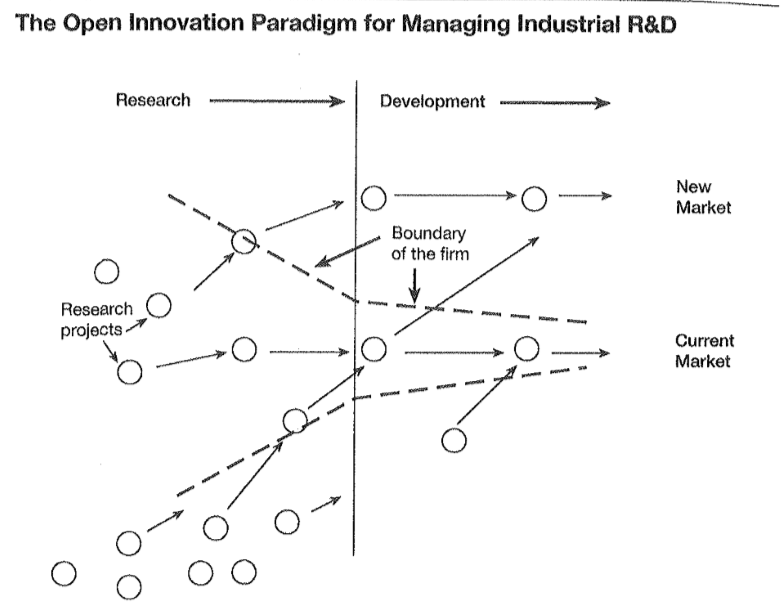 The Open Innovation Paradigm for Managing Industrial R&D
Research
Development
New
Market
Boundary
of the firm
Research
projects
Current
Market